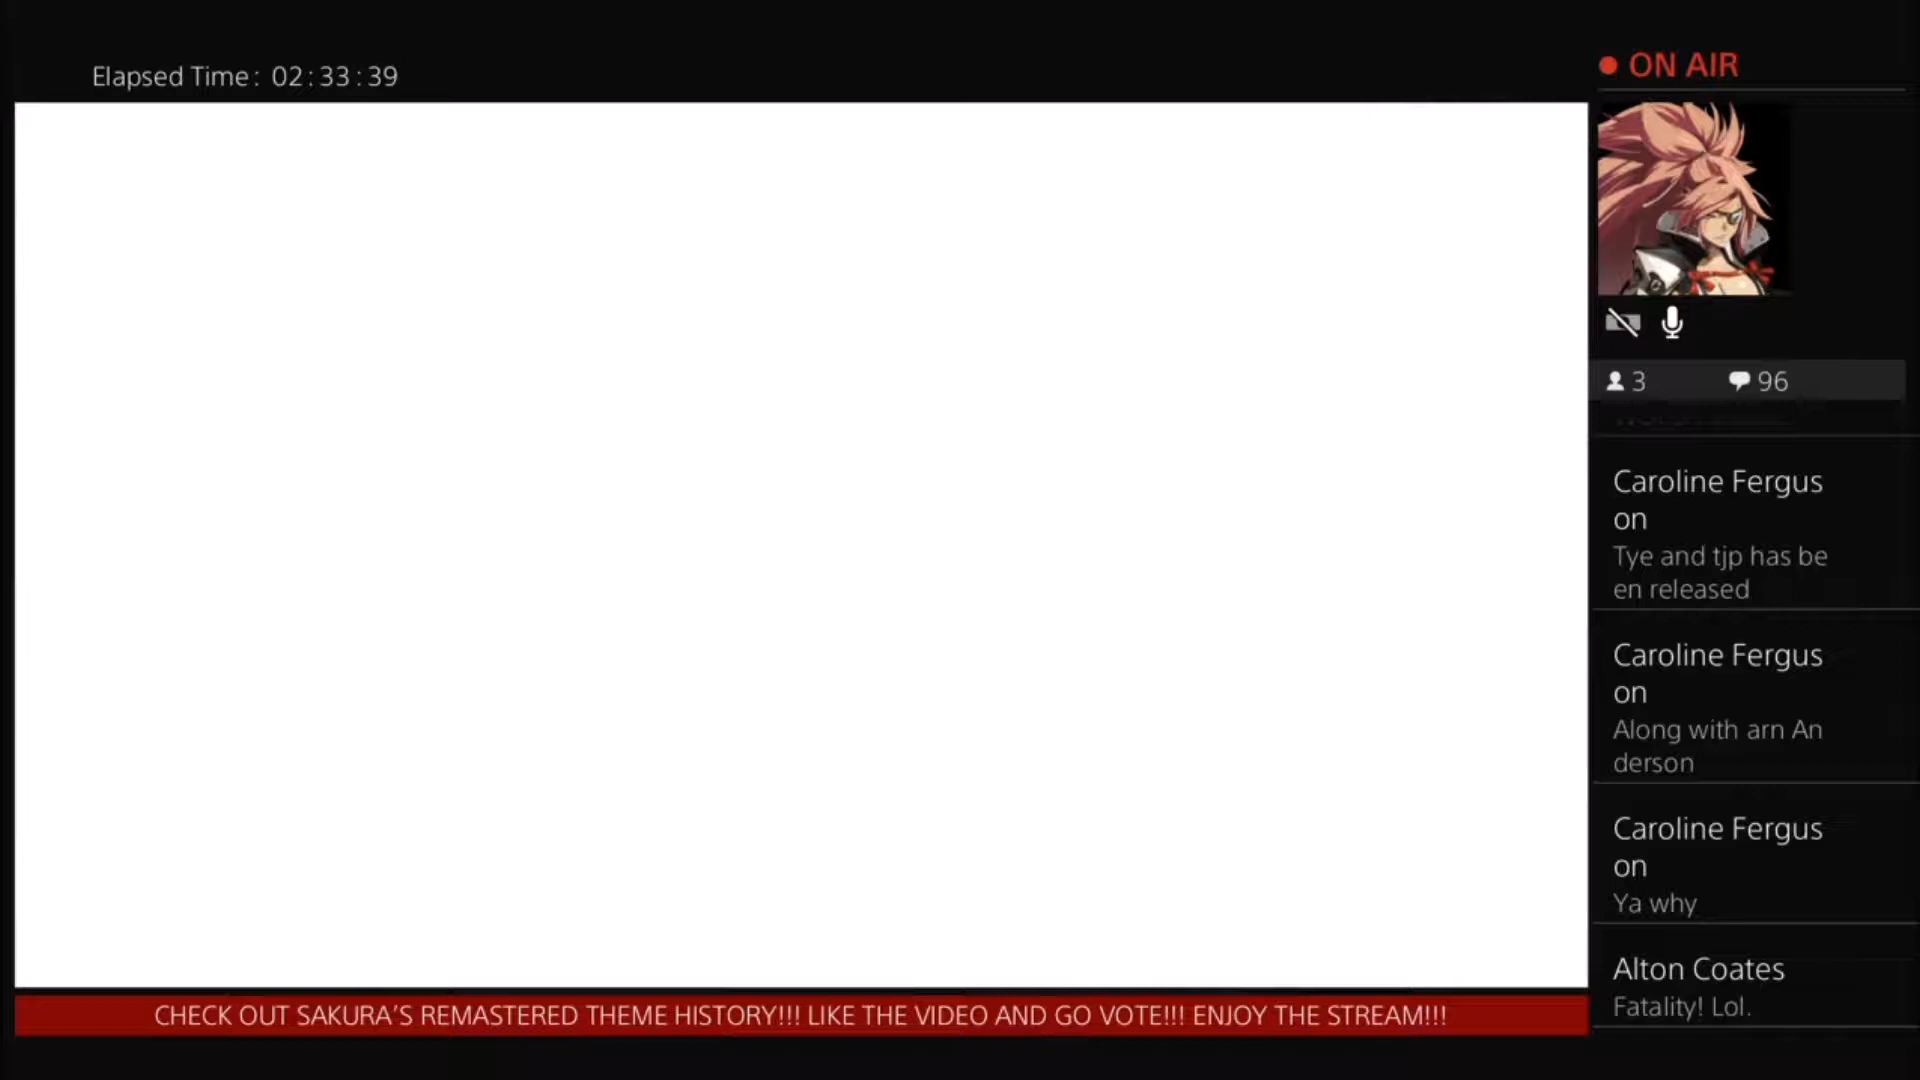 Elapsed Time: 02:33:39
ON AIR
3 96
Caroline Fergus
on
Tye and tjp has be
en released
Caroline Fergus
on
Along with arn An
derson
Caroline Fergus
on
Ya why
Alton Coates
Fatality! Lol.
CHECK OUT SAKURA'S REMASTERED THEME HISTORY!!! LIKE THE VIDEO AND GO VOTE!!! ENJOY THE STREAM!!!